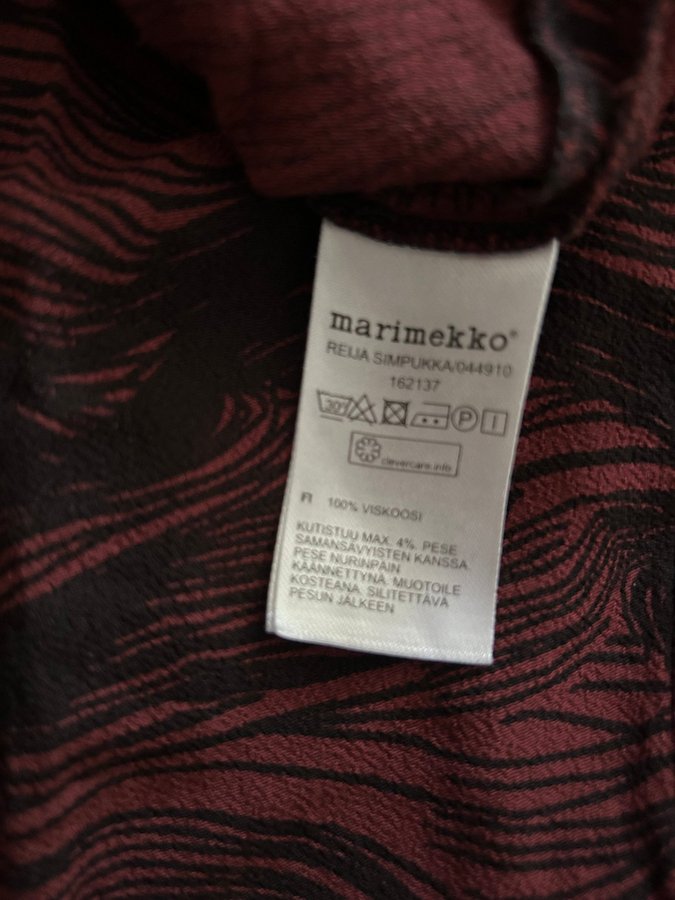 marimekko®
REIJA SIMPUKKA/044910
162137
30° P
clevercare.info
FI 100% VISKOOSI
KUTISTUU MAX. 4%. PESE
SAMANSÄVYISTEN KANSSA
PESE NURINPÄIN
KÄÄNNETTYNÄ. MUOTOILE
KOSTEANA. SILITETTÄVÄ
PESUN JÄLKEEN